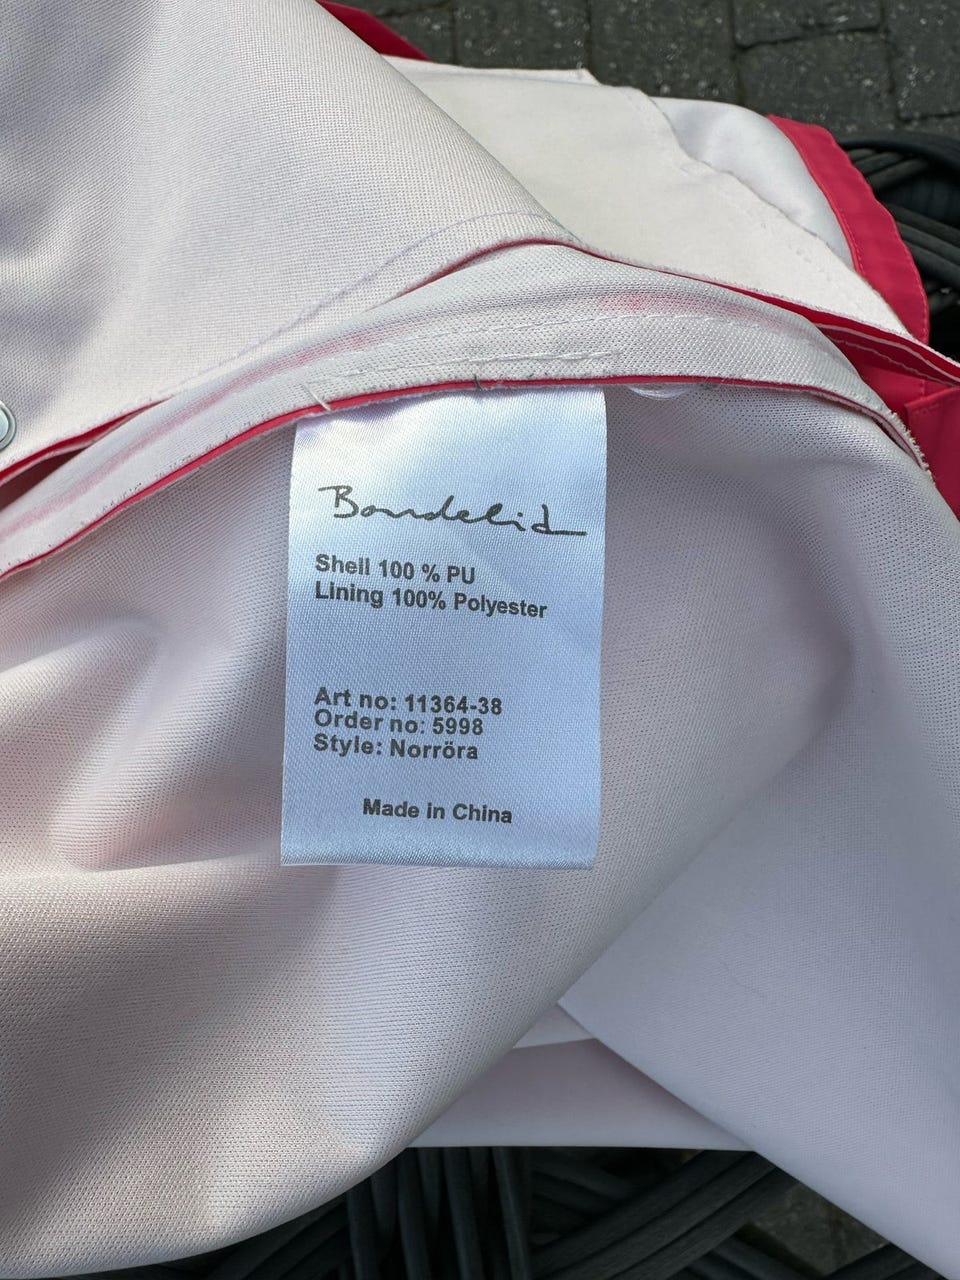 Bondelid
Shell 100 % PU
Lining 100% Polyester
Art no: 11364-38
Order no: 5998
Style: Norröra
Made in China